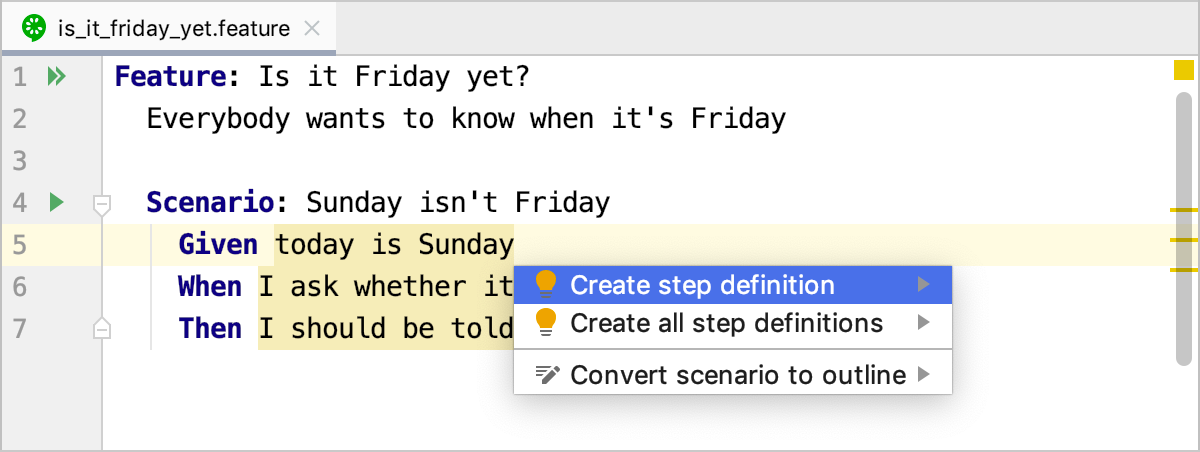 is_it_friday_yet.feature
1 Feature: Is it Friday yet?
2 Everybody wants to know when it's Friday
3
4 Scenario: Sunday isn't Friday
5 Given today is Sunday
6 When I ask whether it
7 Then I should be told
Create step definition
Create all step definitions
Convert scenario to outline